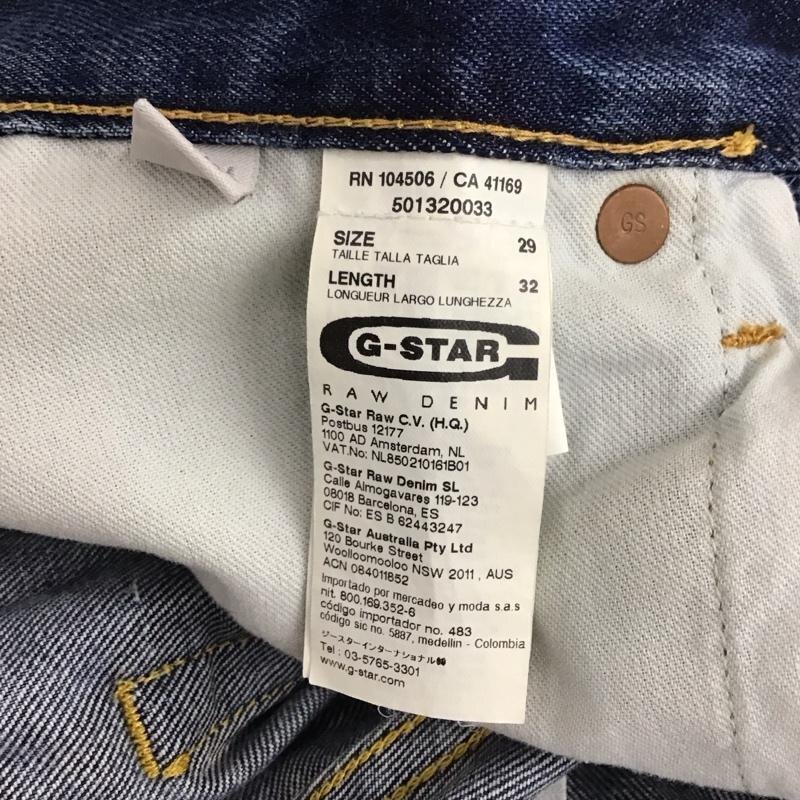 RN 104506 / CA 41169
501320033
GS
SIZE 29
TAILLE TALLA TAGLIA
LENGTH 32
LONGUEUR LARGO LUNGHEZZA
G-STAR
RAW DENIM
G-Star Raw C.V. (H.Q.)
Postbus 12177
1100 AD Amsterdam, NL
VAT.No: NL850210161B01
G-Star Raw Denim SL
Calle Almogavares 119-123
08018 Barcelona, ES
CIF No: ES B 62443247
G-Star Australia Pty Ltd
120 Bourke Street
Woolloomooloo NSW 2011, AUS
ACN 084011852
Importado por mercadeo y moda s.a.s
nit. 800.169.352-6
código importador no. 483
código sic no. 5887, medellin - Colombia
ジースターインターナショナル㈱
Tel : 03-5765-3301
www.g-star.com